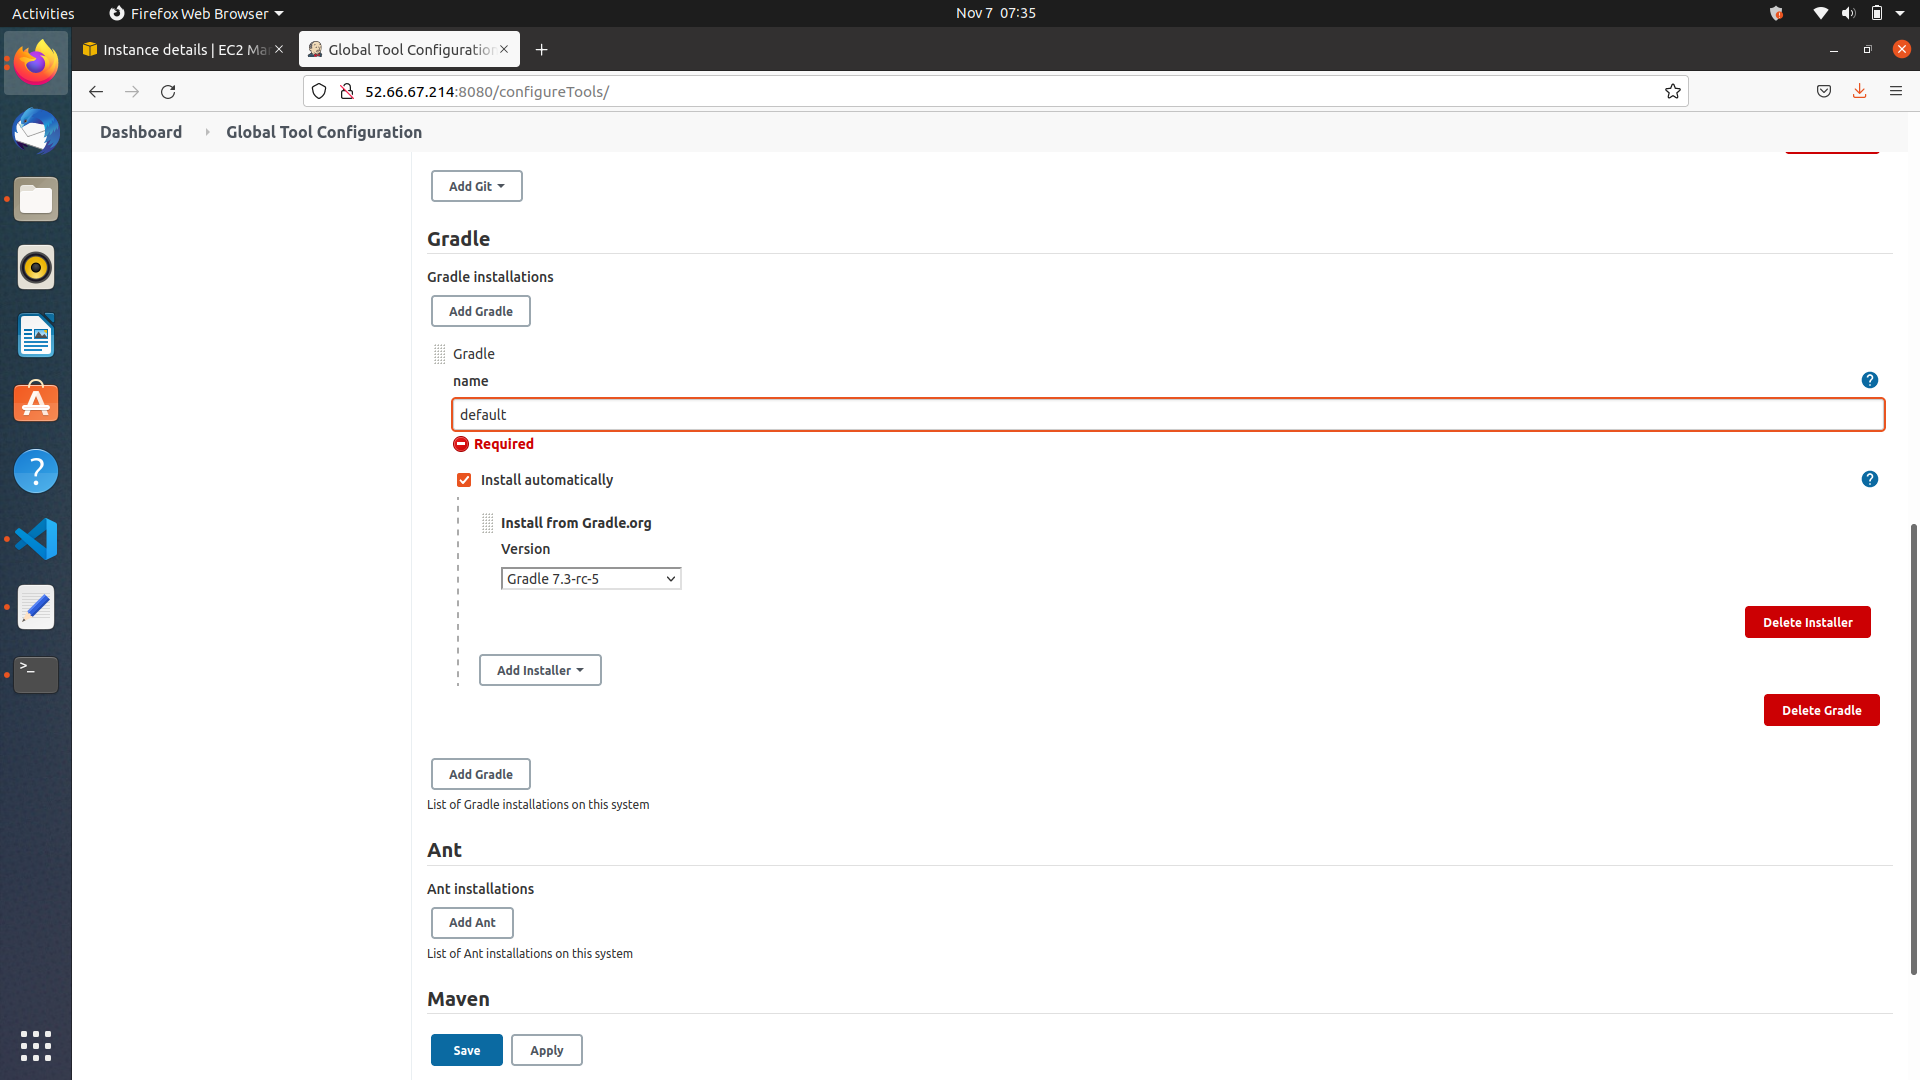 Activities
Firefox Web Browser
Nov 7 07:35
Instance details | EC2 Ma
Global Tool Configuration
52.66.67.214:8080/configureTools/
Dashboard
Global Tool Configuration
Add Git
Gradle
Gradle installations
Add Gradle
Gradle
name
default
Required
Install automatically
Install from Gradle.org
Version
Gradle 7.3-rc-5
Delete Installer
Add Installer
Delete Gradle
Add Gradle
List of Gradle installations on this system
Ant
Ant installations
Add Ant
List of Ant installations on this system
Maven
Save
Apply